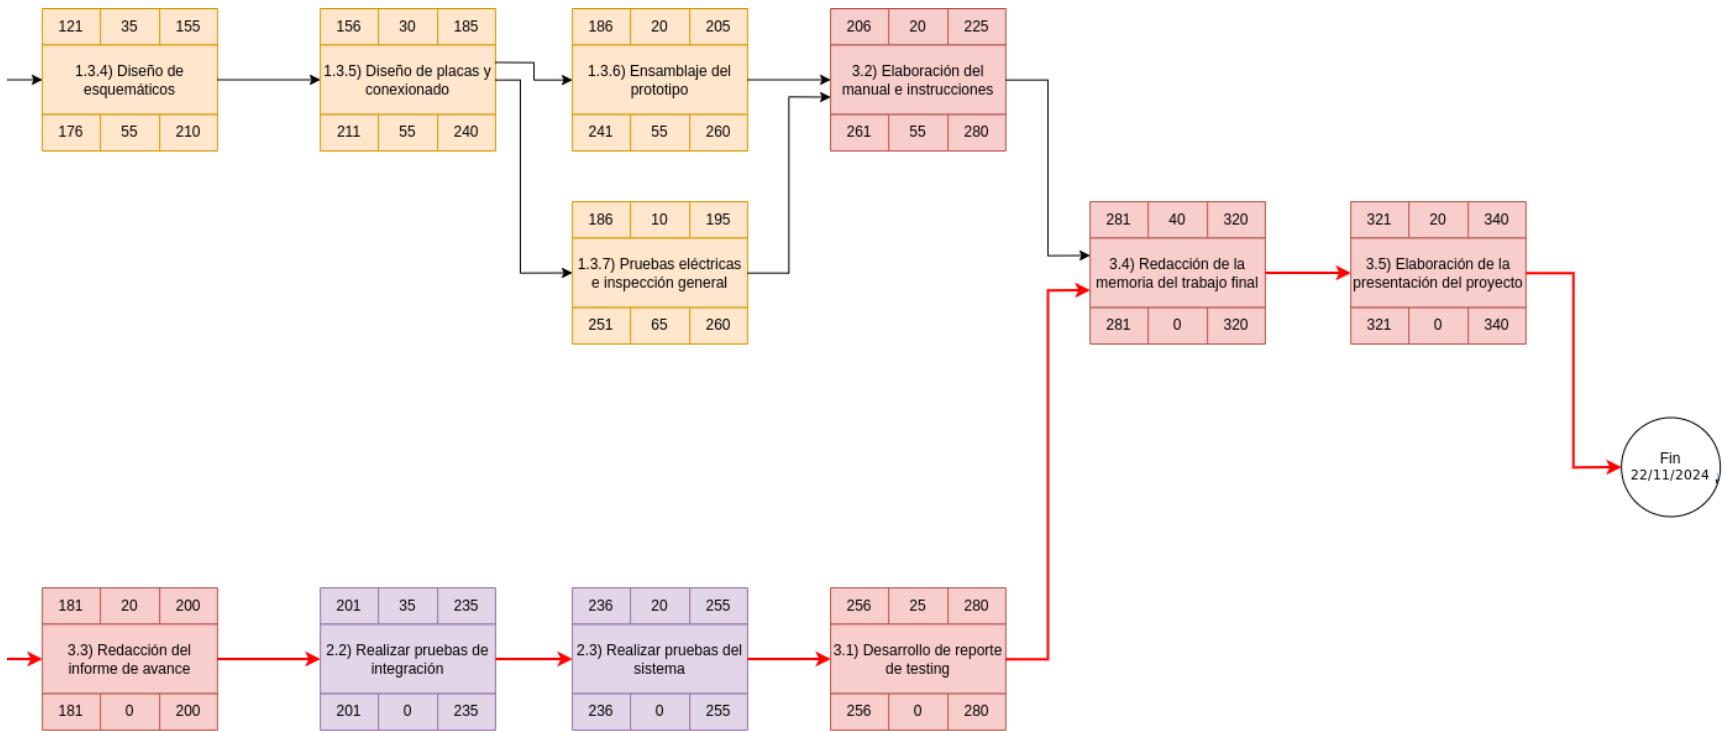 121 35 155
1.3.4) Diseño de
esquemáticos
176 55 210
156 30 185
1.3.5) Diseño de placas y
conexionado
211 55 240
186 20 205
1.3.6) Ensamblaje del
prototipo
241 55 260
206 20 225
3.2) Elaboración del
manual e instrucciones
261 55 280
186 10 195
1.3.7) Pruebas eléctricas
e inspección general
251 65 260
281 40 320
3.4) Redacción de la
memoria del trabajo final
281 0 320
321 20 340
3.5) Elaboración de la
presentación del proyecto
321 0 340
Fin
22/11/2024
181 20 200
3.3) Redacción del
informe de avance
181 0 200
201 35 235
2.2) Realizar pruebas de
integración
201 0 235
236 20 255
2.3) Realizar pruebas del
sistema
236 0 255
256 25 280
3.1) Desarrollo de reporte
de testing
256 0 280